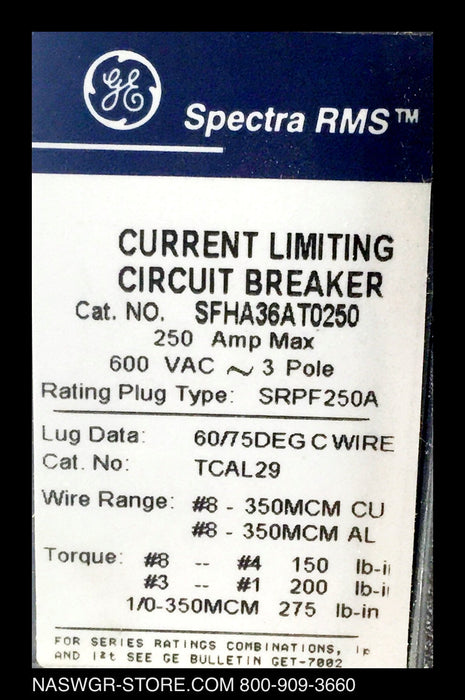 GE
Spectra RMS™
CURRENT LIMITING
CIRCUIT BREAKER
Cat. NO. SFHA36AT0250
250 Amp Max
600 VAC ~ 3 Pole
Rating Plug Type: SRPF250A
Lug Data: 60/75DEG C WIRE
Cat. No: TCAL29
Wire Range: #8 - 350MCM CU
#8 - 350MCM AL
Torque: #8 -- #4 150 lb-i
#3 -- #1 200 lb-i
1/0-350MCM 275 lb-in
FOR SERIES RATINGS COMBINATIONS, Ip
AND I²t SEE GE BULLETIN GET-7002
NASWGR-STORE.COM 800-909-3660